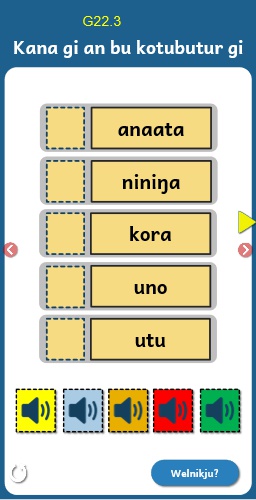 G22.3
Kana gi an bu kotubutur gi
anaata
niniŋa
kora
uno
utu
Welnikju?